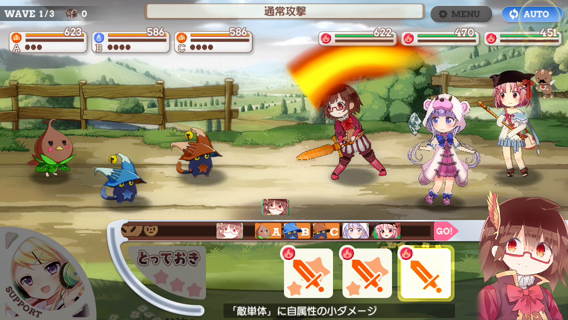 WAVE 1/3 0
通常攻撃
MENU
AUTO
623 586 586
A B C
622 470 451
A B C GO!
とっておき
SUPPORT
「敵単体」に自属性の小ダメージ